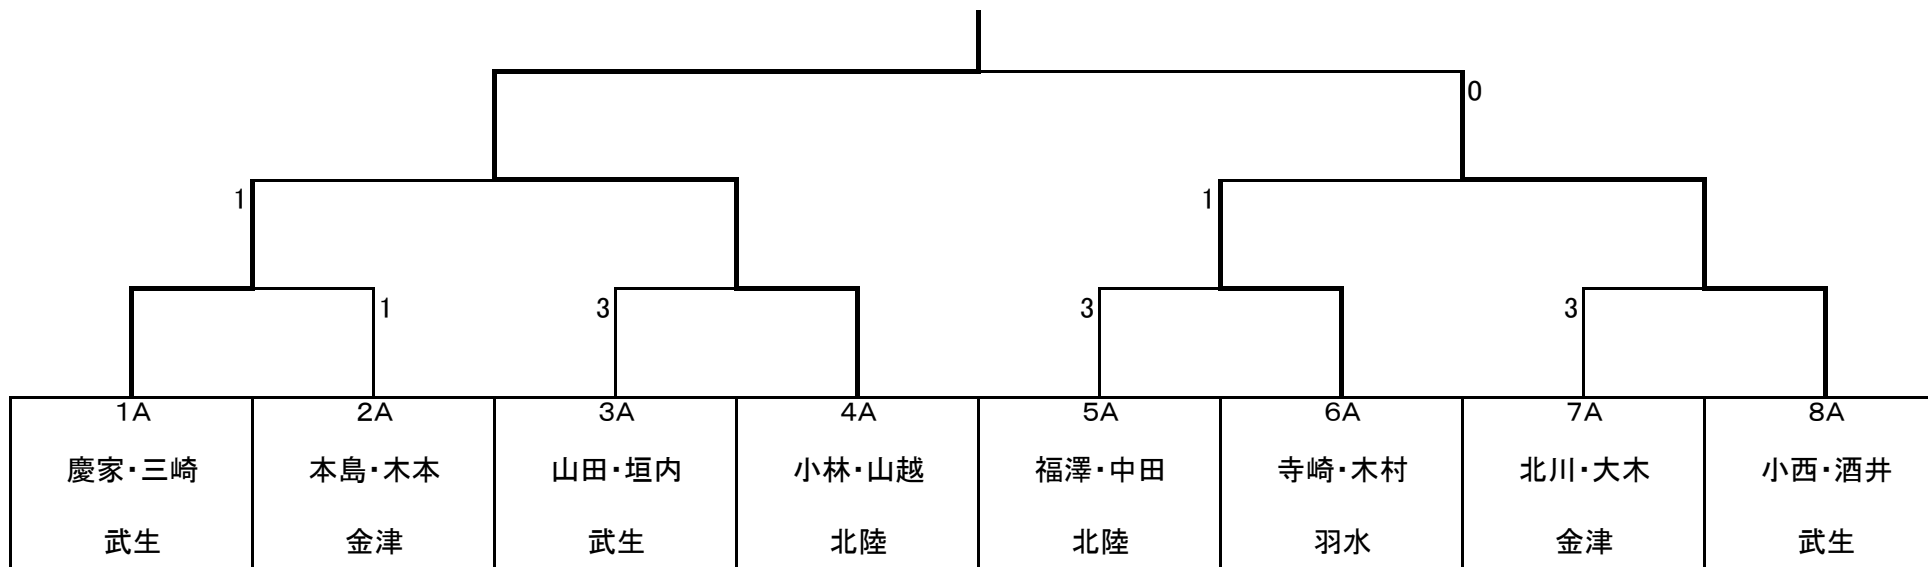 0
1 1
1 3 3 3
1A 2A 3A 4A 5A 6A 7A 8A
慶家・三崎 本島・木本 山田・垣内 小林・山越 福澤・中田 寺崎・木村 北川・大木 小西・酒井
武生 金津 武生 北陸 北陸 羽水 金津 武生